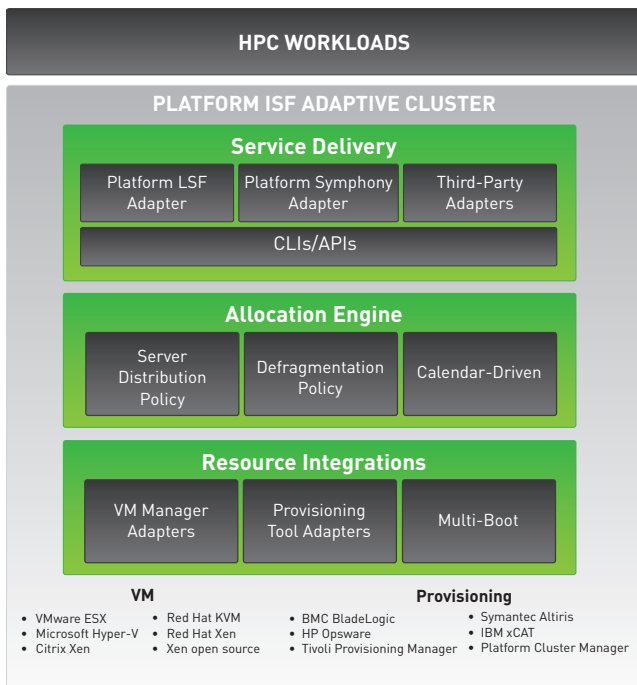 HPC WORKLOADS
PLATFORM ISF ADAPTIVE CLUSTER
Service Delivery
Platform LSF
Adapter
Platform Symphony
Adapter
Third-Party
Adapters
CLIs/APIs
Allocation Engine
Server
Distribution
Policy
Defragmentation
Policy
Calendar-Driven
Resource Integrations
VM Manager
Adapters
Provisioning
Tool Adapters
Multi-Boot
VM
• VMware ESX
• Microsoft Hyper-V
• Citrix Xen
• Red Hat KVM
• Red Hat Xen
• Xen open source
Provisioning
• BMC BladeLogic
• HP Opsware
• Tivoli Provisioning Manager
• Symantec Altiris
• IBM xCAT
• Platform Cluster Manager